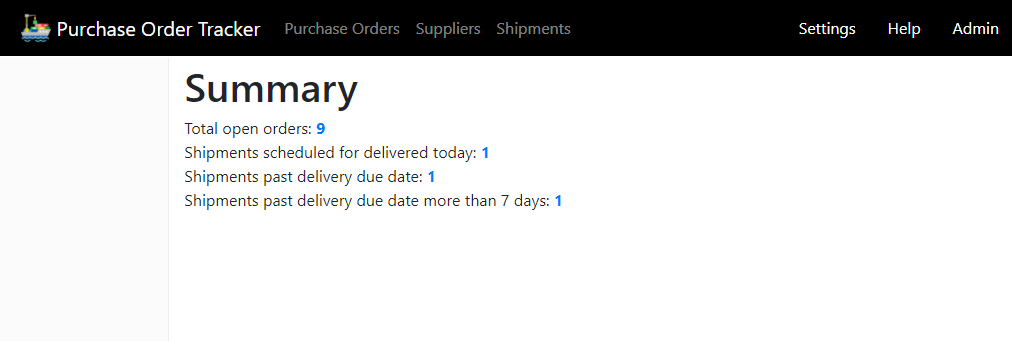 Purchase Order Tracker Purchase Orders Suppliers Shipments Settings Help Admin
Summary
Total open orders: 9
Shipments scheduled for delivered today: 1
Shipments past delivery due date: 1
Shipments past delivery due date more than 7 days: 1